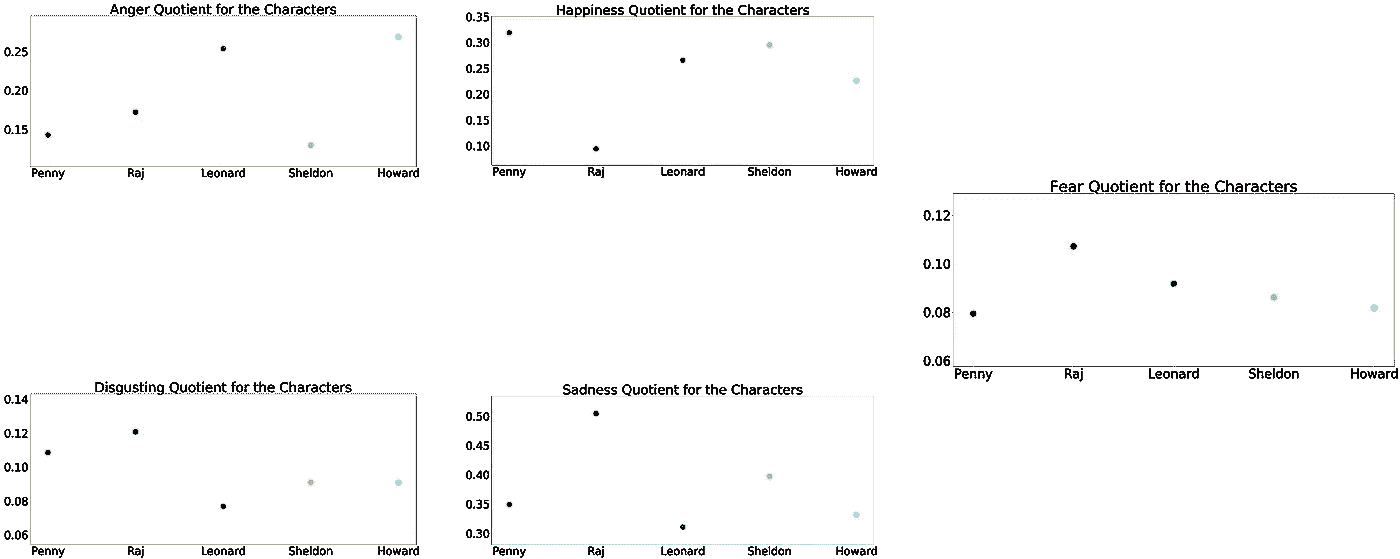 Anger Quotient for the Characters
0.25
0.20
0.15
Penny Raj Leonard Sheldon Howard
Happiness Quotient for the Characters
0.35
0.30
0.25
0.20
0.15
0.10
Penny Raj Leonard Sheldon Howard
Fear Quotient for the Characters
0.12
0.10
0.08
0.06
Penny Raj Leonard Sheldon Howard
Disgusting Quotient for the Characters
0.14
0.12
0.10
0.08
0.06
Penny Raj Leonard Sheldon Howard
Sadness Quotient for the Characters
0.50
0.45
0.40
0.35
0.30
Penny Raj Leonard Sheldon Howard